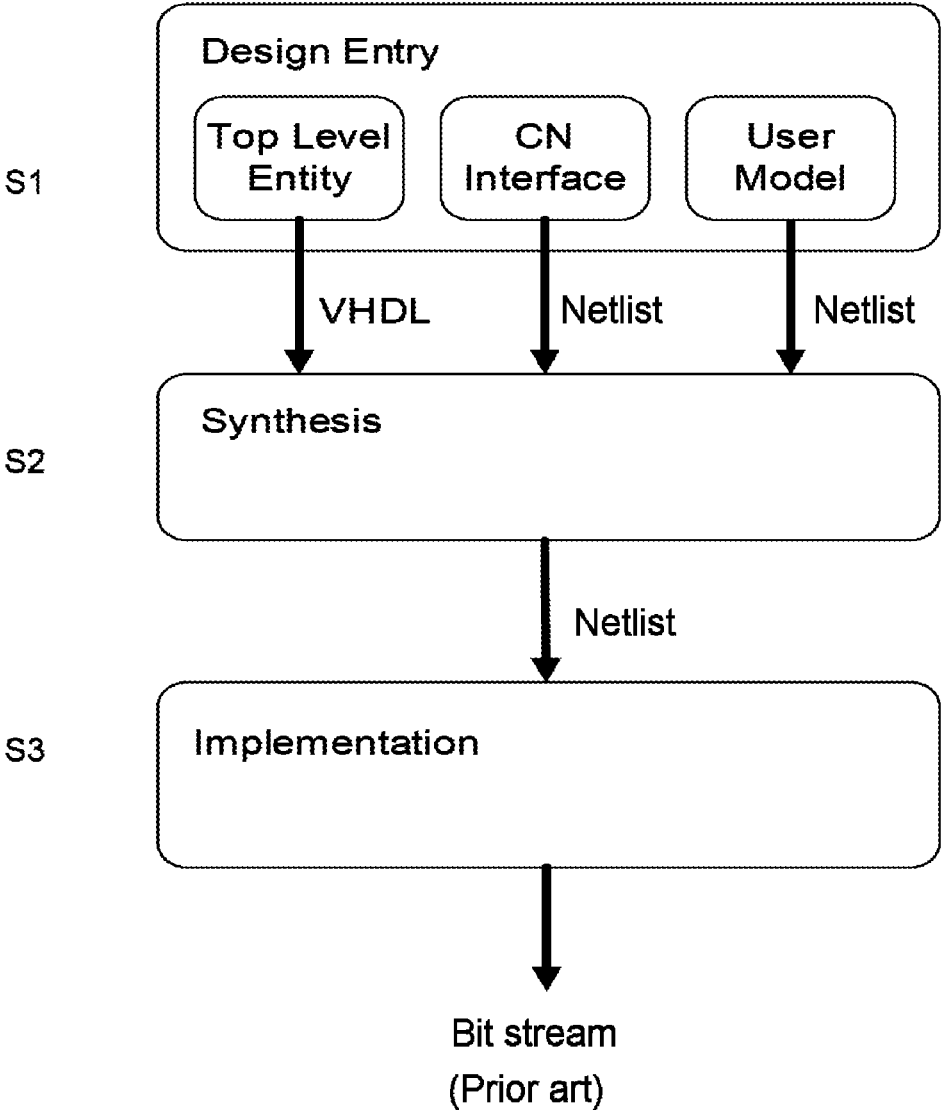 Design Entry
Top Level
Entity
CN
Interface
User
Model
S1
VHDL
Netlist
Netlist
Synthesis
S2
Netlist
Implementation
S3
Bit stream
(Prior art)